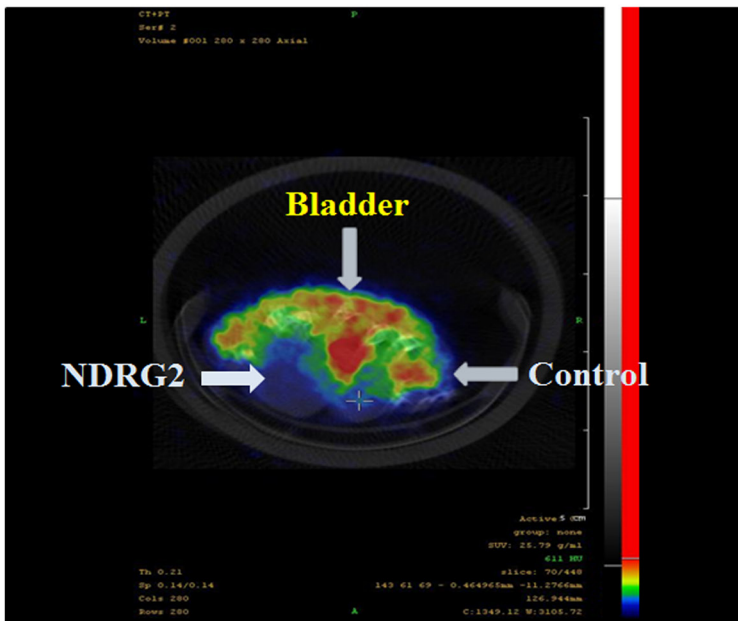 CT+PT
P
Ser# 2
Volume #001 280 x 280 Axial
Bladder
L
R
NDRG2
Control
Active 5 cm
group: none
SUV: 25.79 g/ml
611 HU
Th 0.21
slice: 70/448
Sp 0.14/0.14
143 61 69 - 0.464965mm -11.2766mm
Cols 280
126.944mm
Rows 280
A
C:1349.12 W:3105.72